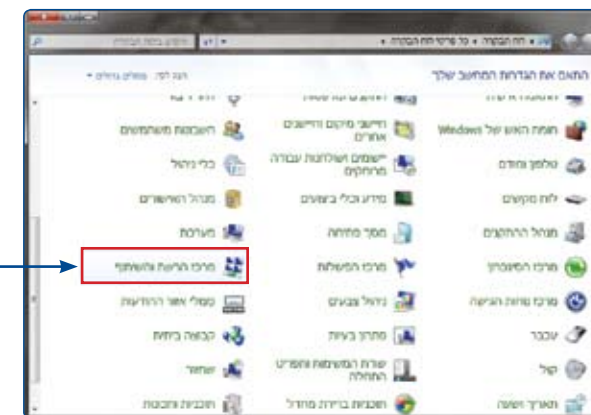 לוח הבקרה • כל פריטי לוח הבקרה
חיפוש בלוח הבקרה
התאם את הגדרות המחשב שלך
הצג לפי: סמלים גדולים
חומת האש של Windows
חיישני מיקום וחיישנים
אחרים
חשבונות משתמשים
טלפון ומודם
יישומים ושולחנות עבודה
מרוחקים
כלי ניהול
לוח מקשים
מידע וכלי ביצועים
מנהל האישורים
מנהל ההתקנים
מסך פתיחה
מערכת
מרכז הסינכרון
מרכז הפעולות
מרכז הרשת והשיתוף
מרכז נוחות הגישה
ניהול צבעים
סמלי אזור ההודעות
עכבר
פתרון בעיות
קבוצה ביתית
קול
שורת המשימות ותפריט
התחלה
שחזור
תאריך ושעה
תוכניות ברירת מחדל
תוכניות ותכונות